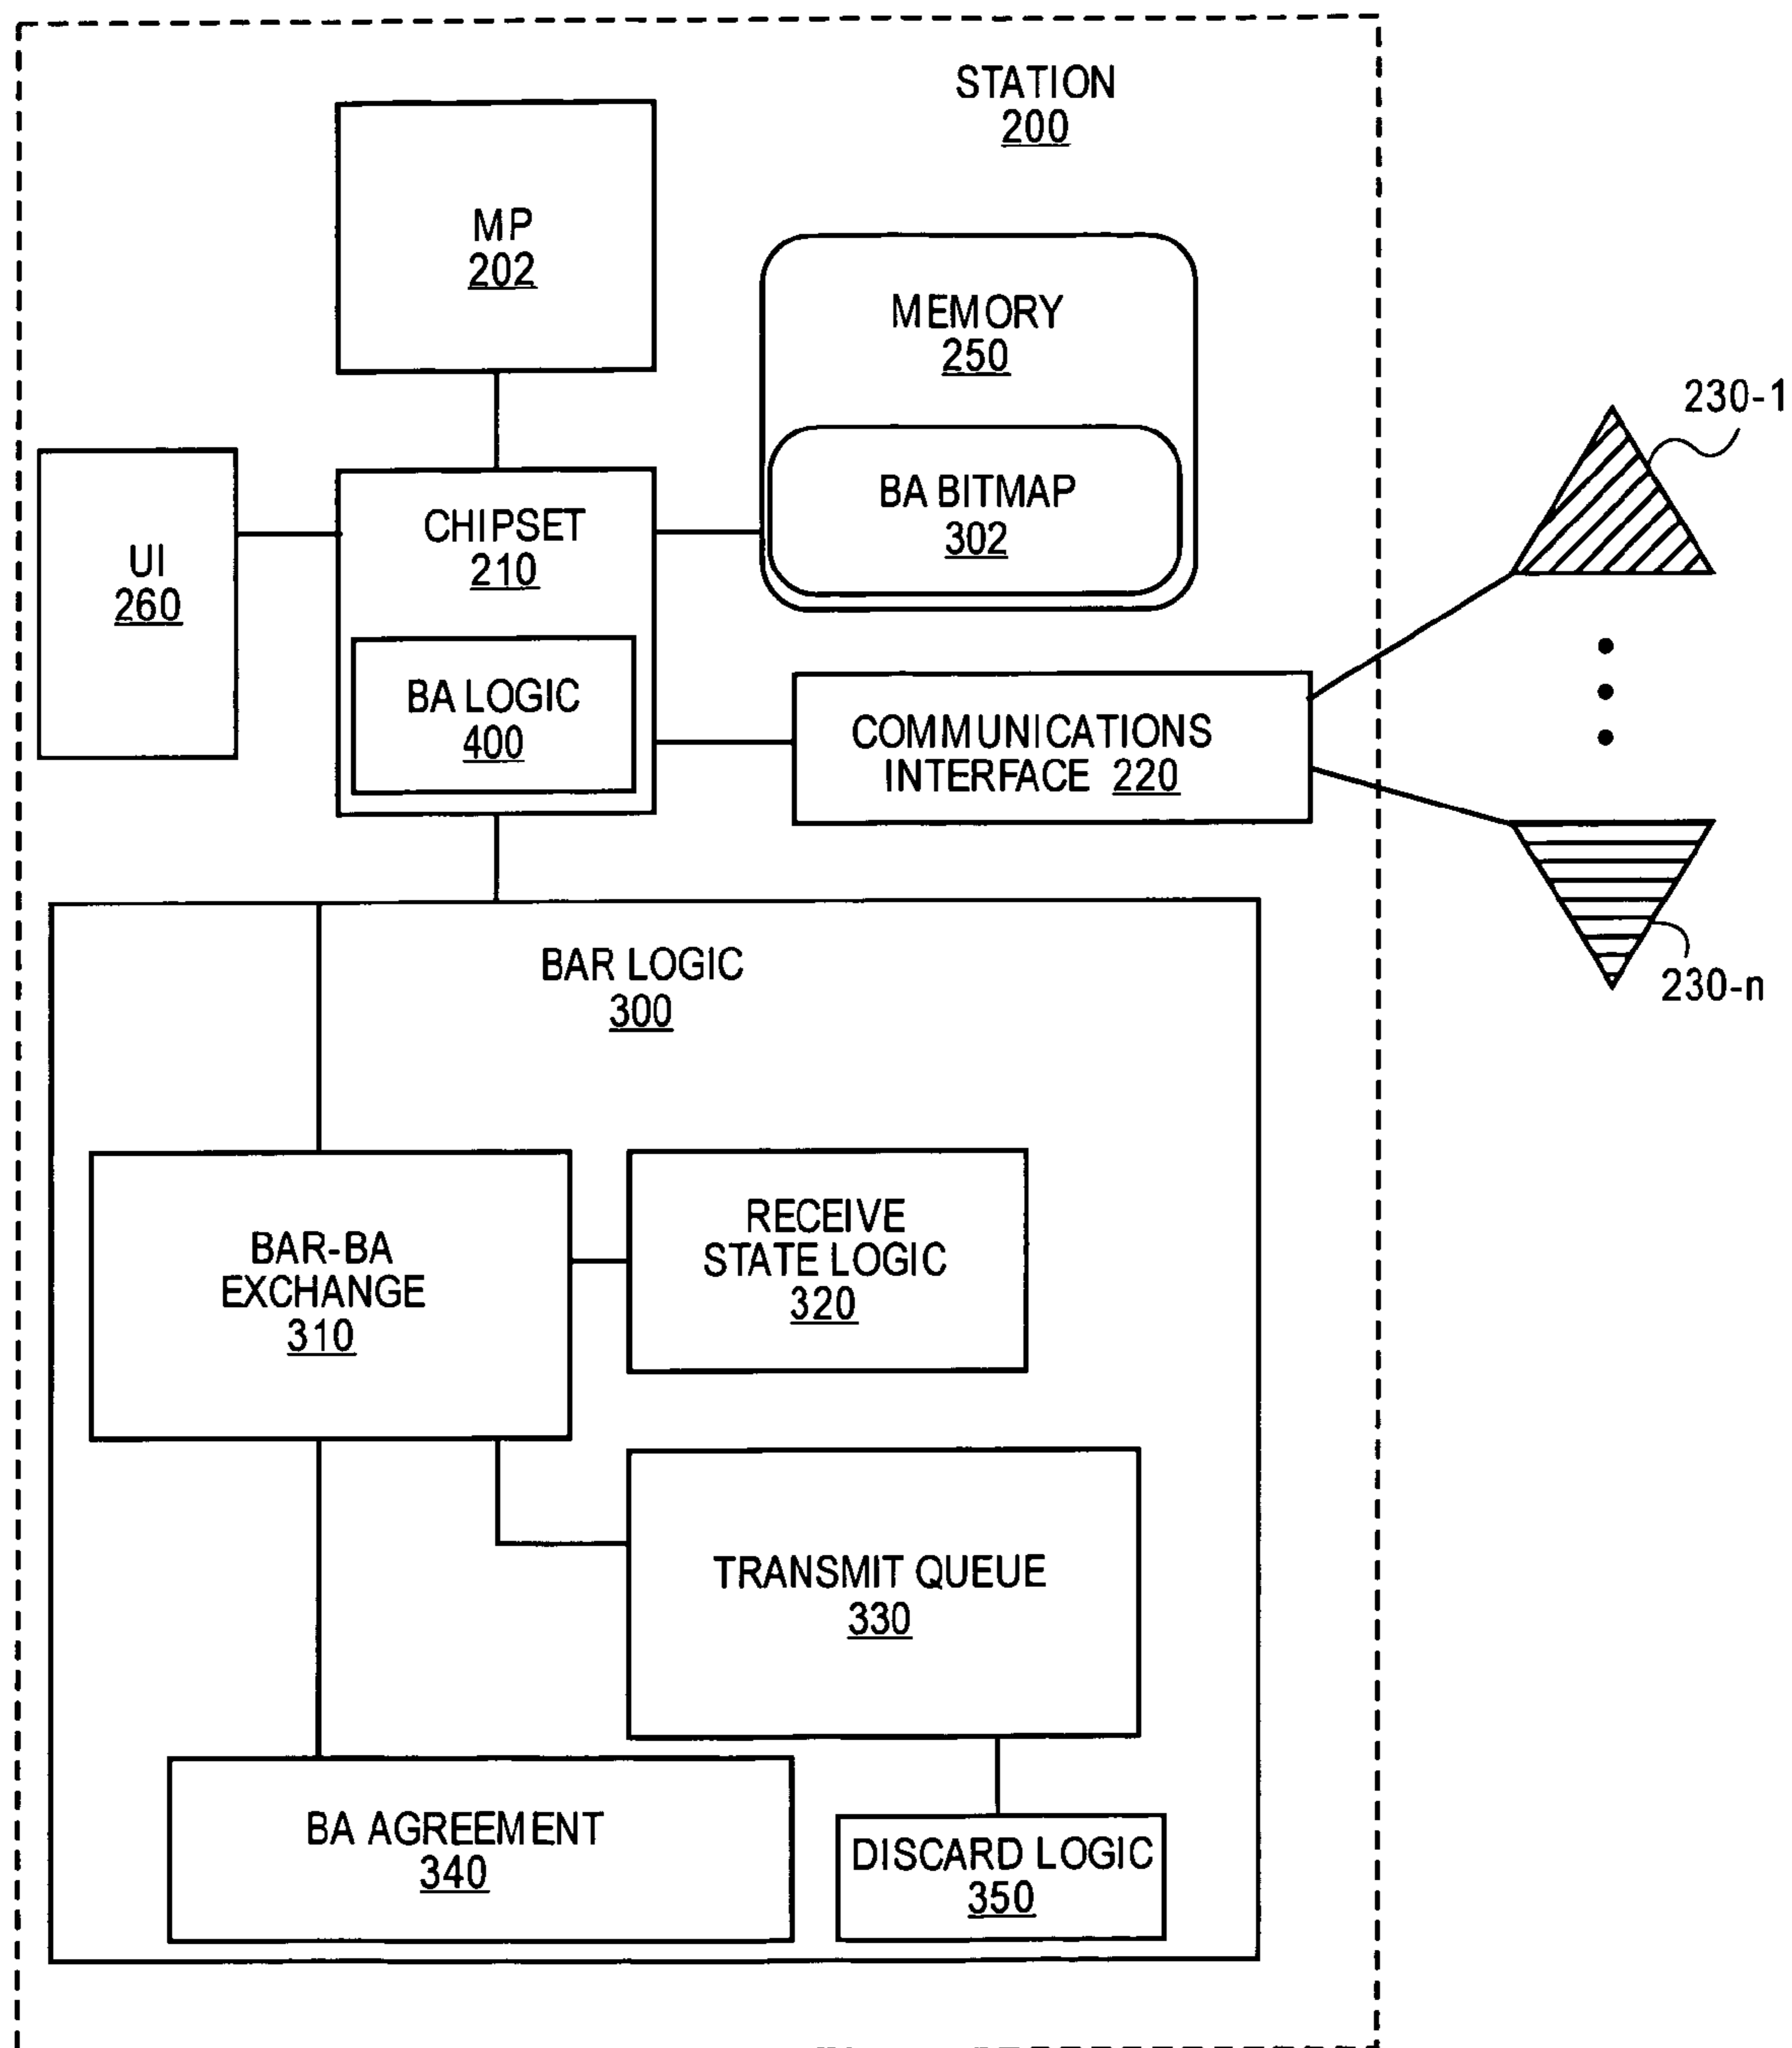 STATION
200
MP
202
MEMORY
250
BA BITMAP
302
230-1
UI
260
CHIPSET
210
BA LOGIC
400
COMMUNICATIONS
INTERFACE 220
230-n
BAR LOGIC
300
BAR-BA
EXCHANGE
310
RECEIVE
STATE LOGIC
320
TRANSMIT QUEUE
330
BA AGREEMENT
340
DISCARD LOGIC
350